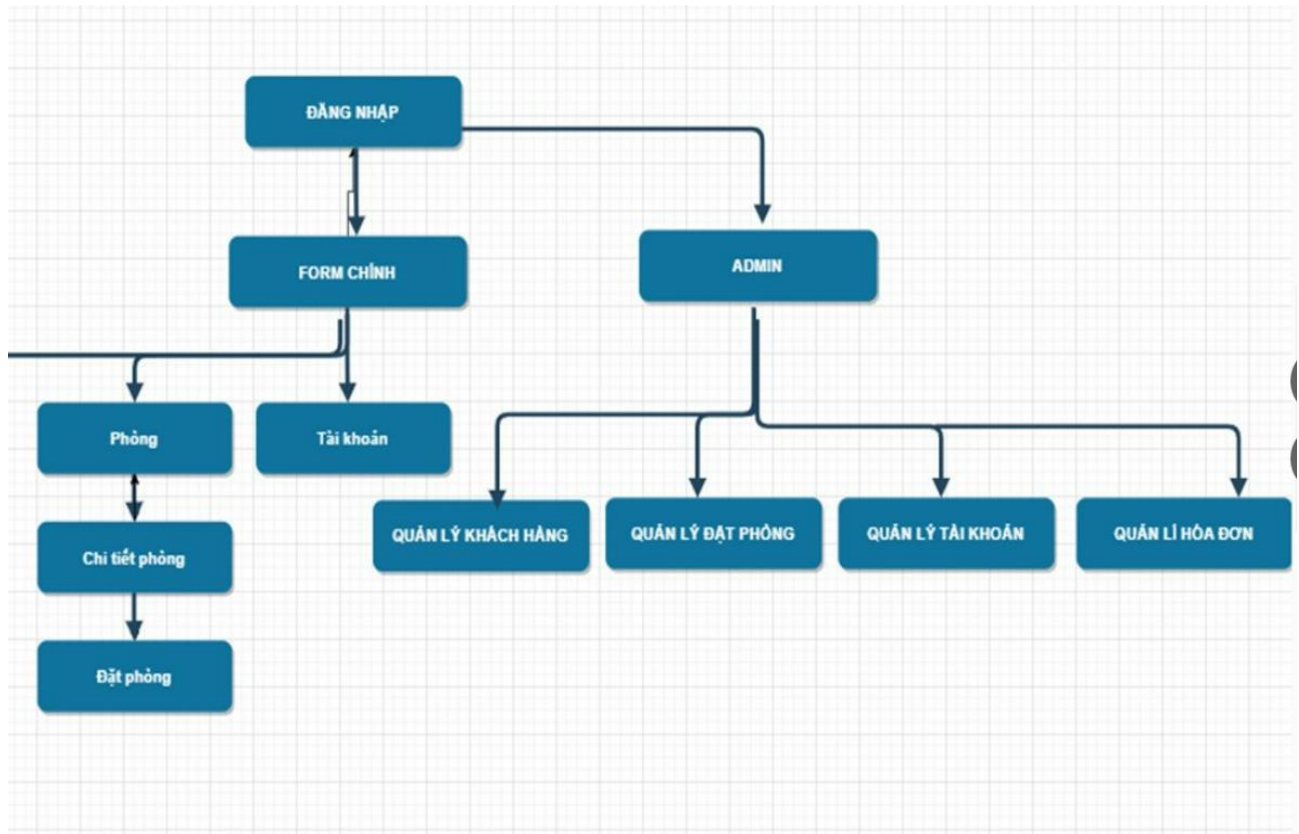 ĐĂNG NHẬP
FORM CHÍNH
ADMIN
Phòng
Tài khoản
QUẢN LÝ KHÁCH HÀNG
QUẢN LÝ ĐẶT PHÒNG
QUẢN LÝ TÀI KHOẢN
QUẢN LÍ HÓA ĐƠN
Chi tiết phòng
Đặt phòng